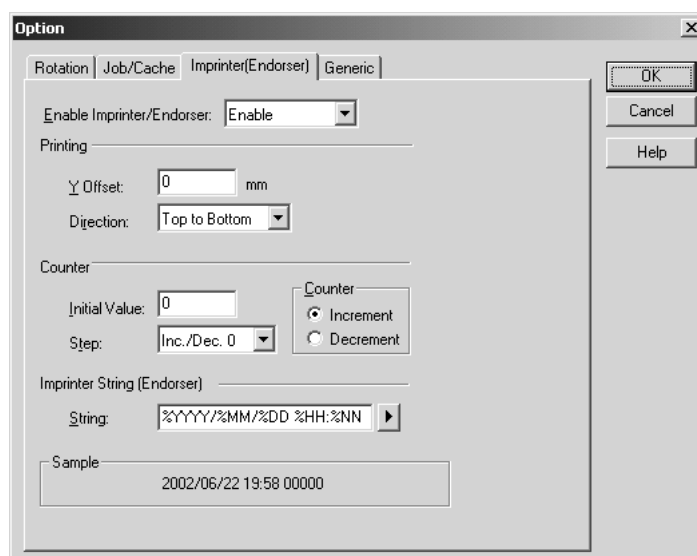 Option
Rotation Job/Cache Imprinter(Endorser) Generic
OK
Cancel
Help
Enable Imprinter/Endorser: Enable
Printing
Y Offset: 0 mm
Direction: Top to Bottom
Counter
Initial Value: 0
Step: Inc./Dec. 0
Counter
Increment
Decrement
Imprinter String (Endorser)
String: %YYYY/%MM/%DD %HH:%NN
Sample
2002/06/22 19:58 00000